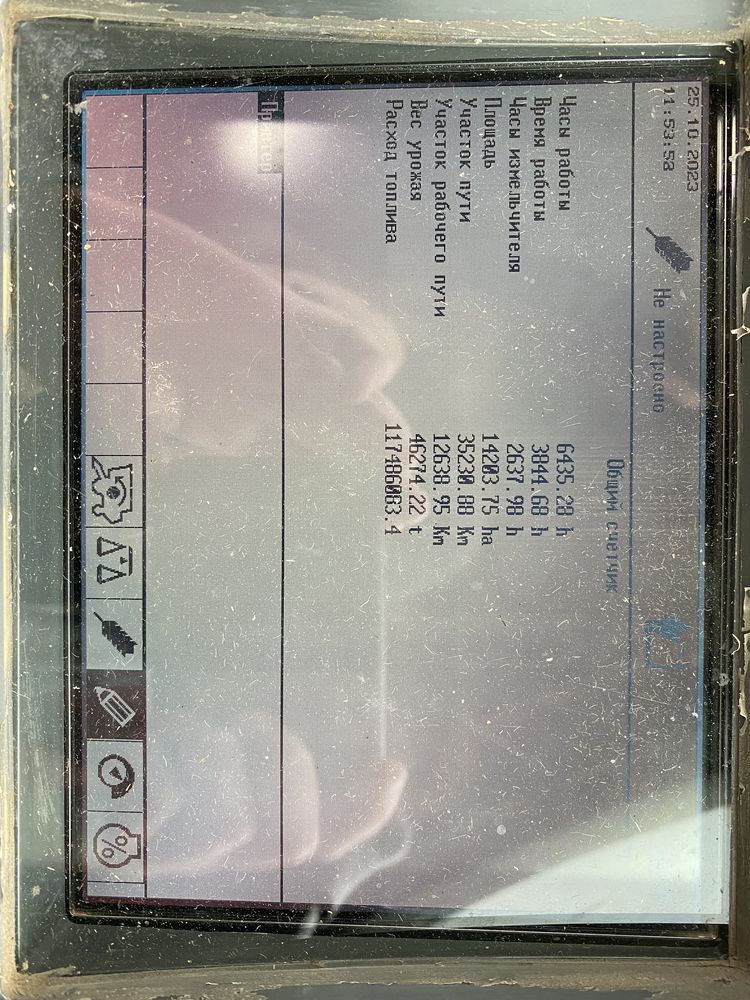 25.10.2023
11:53:58
Не настроено
Общий счетчик
Часы работы 6435.28 h
Время работы 3844.68 h
Часы измельчителя 2637.98 h
Площадь 14203.75 ha
Участок пути 35230.88 Km
Участок рабочего пути 12638.95 Km
Вес урожая 46274.22 t
Расход топлива 117486083.4
Принтер
%